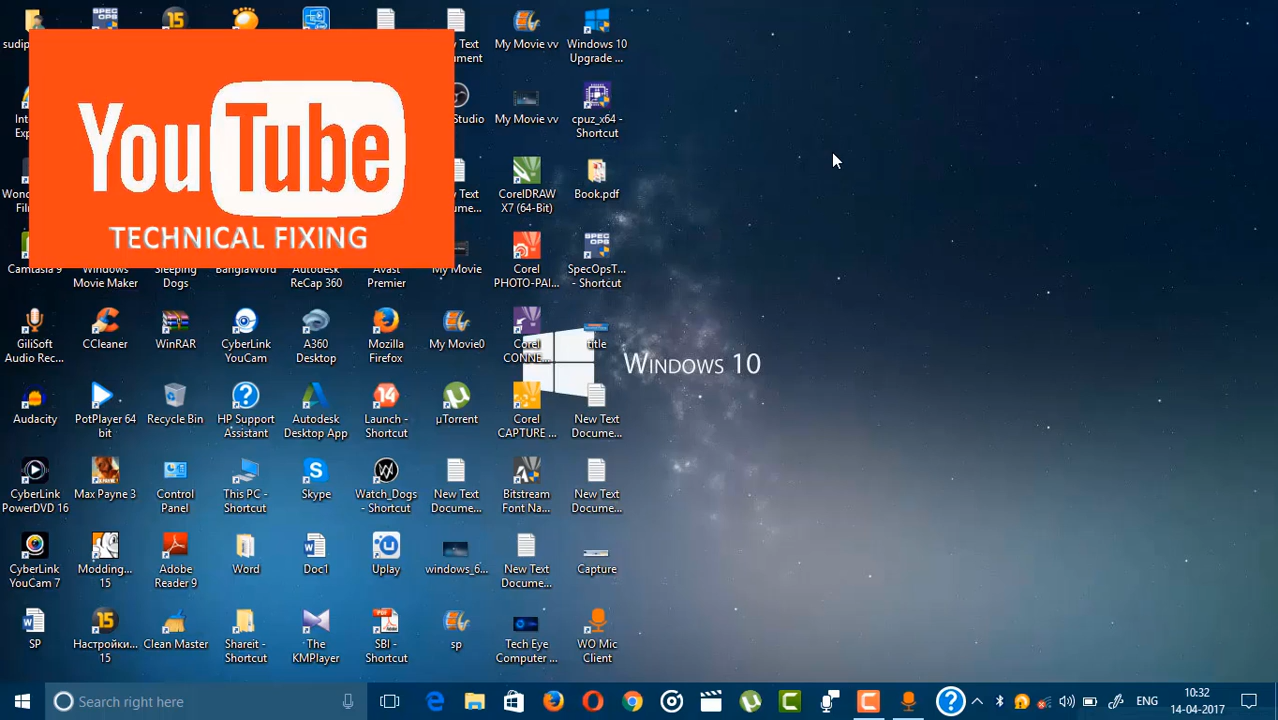 My Movie vv
Windows 10
Upgrade ...
YouTube
TECHNICAL FIXING
My Movie vv
cpuz_x64 -
Shortcut
CorelDRAW
X7 (64-Bit)
Book.pdf
Camtasia 9
Windows
Movie Maker
Sleeping
Dogs
BanglaWord
Autodesk
ReCap 360
Avast
Premier
My Movie
Corel
PHOTO-PAI...
SpecOpsT...
- Shortcut
GiliSoft
Audio Rec...
CCleaner
WinRAR
CyberLink
YouCam
A360
Desktop
Mozilla
Firefox
My Movie0
Corel
CONNE...
title
WINDOWS 10
Audacity
PotPlayer 64
bit
Recycle Bin
HP Support
Assistant
Autodesk
Desktop App
Launch -
Shortcut
µTorrent
Corel
CAPTURE ...
New Text
Docume...
CyberLink
PowerDVD 16
Max Payne 3
Control
Panel
This PC -
Shortcut
Skype
Watch_Dogs
- Shortcut
New Text
Docume...
Bitstream
Font Na...
New Text
Docume...
CyberLink
YouCam 7
Modding...
15
Adobe
Reader 9
Word
Doc1
Uplay
windows_6...
New Text
Docume...
Capture
SP
Настройки...
15
Clean Master
Shareit -
Shortcut
The
KMPlayer
SBI -
Shortcut
sp
Tech Eye
Computer ...
WO Mic
Client
Search right here
ENG
10:32
14-04-2017